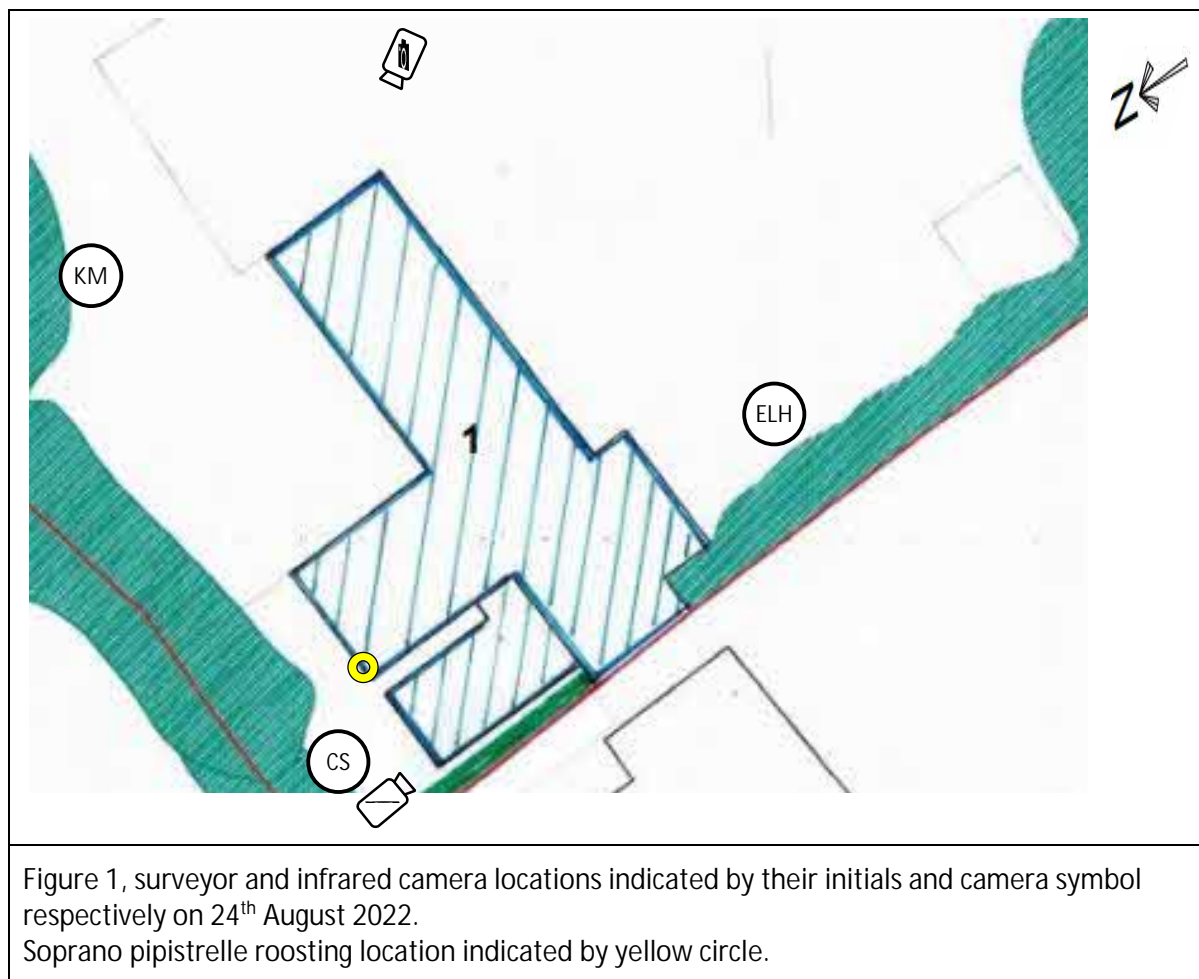 N
KM
1
ELH
CS
Figure 1, surveyor and infrared camera locations indicated by their initials and camera symbol
respectively on 24th August 2022.
Soprano pipistrelle roosting location indicated by yellow circle.